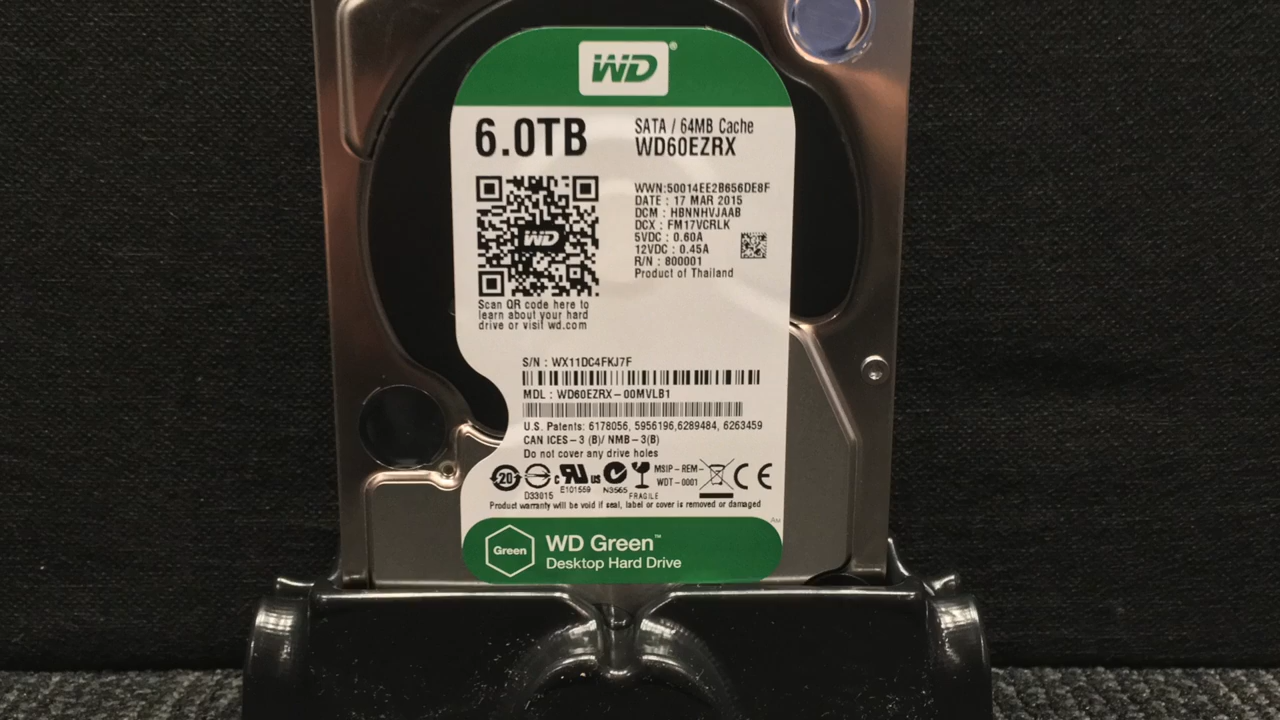 WD®
6.0TB
SATA / 64MB Cache
WD60EZRX
WD
WWN:50014EE2B656DE8F
DATE : 17 MAR 2015
DCM : HBNNHVJAAB
DCX : FM17VCRLK
5VDC : 0.60A
12VDC : 0.45A
R/N : 800001
Product of Thailand
Scan QR code here to
learn about your hard
drive or visit wd.com
S/N : WX11DC4FKJ7F
MDL : WD60EZRX-00MVLB1
U.S. Patents: 6178056, 5956196,6289484, 6263459
CAN ICES-3 (B)/ NMB-3(B)
Do not cover any drive holes
20 c RU us MSIP-REM- CE
D33015 E101559 N3565 FRAGILE WDT-0001
Product warranty will be void if seal, label or cover is removed or damaged
AM
Green
WD Green™
Desktop Hard Drive